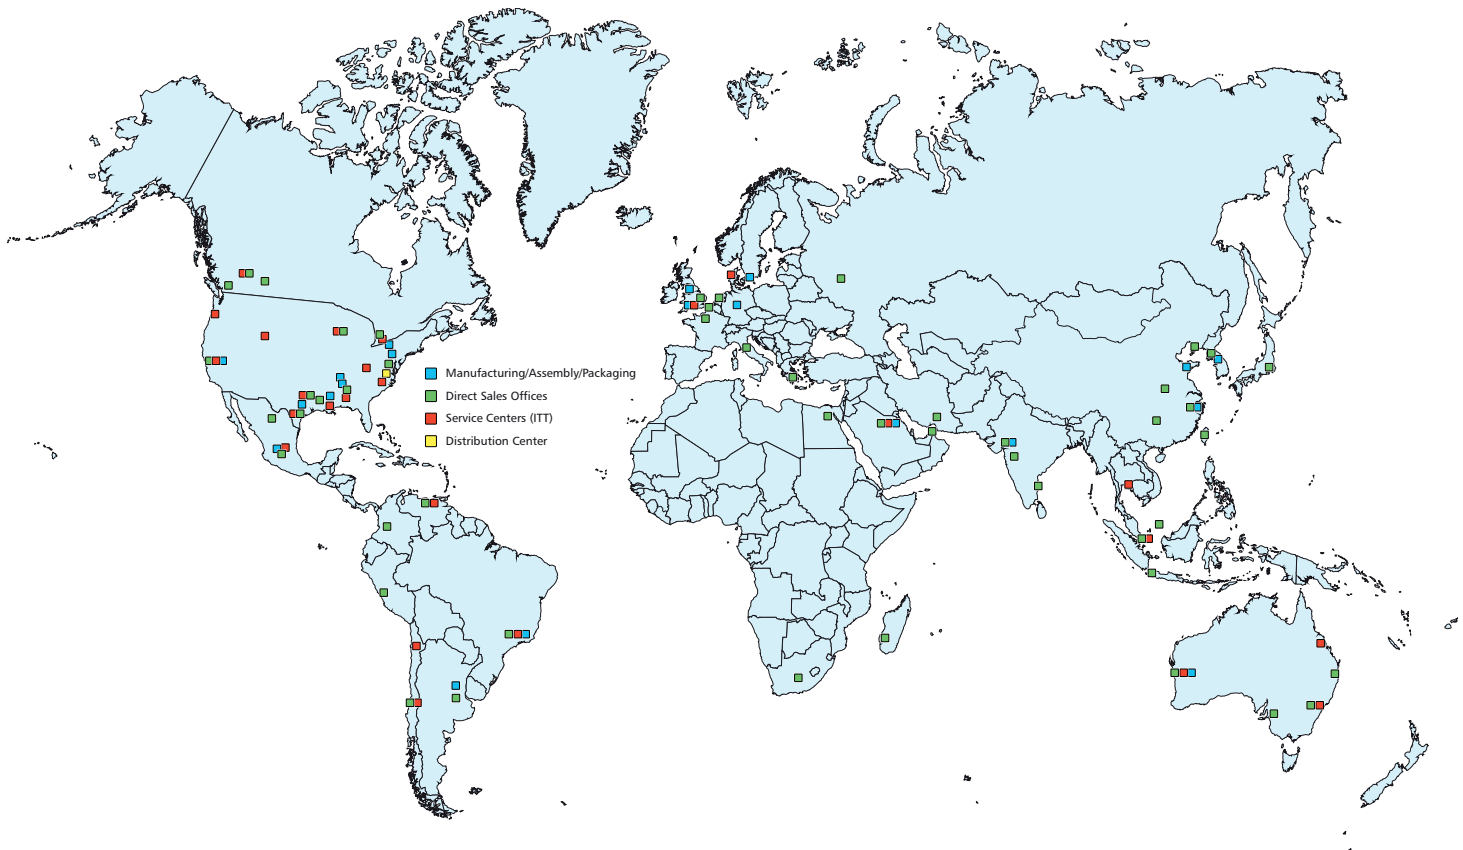 Manufacturing/Assembly/Packaging
Direct Sales Offices
Service Centers (ITT)
Distribution Center